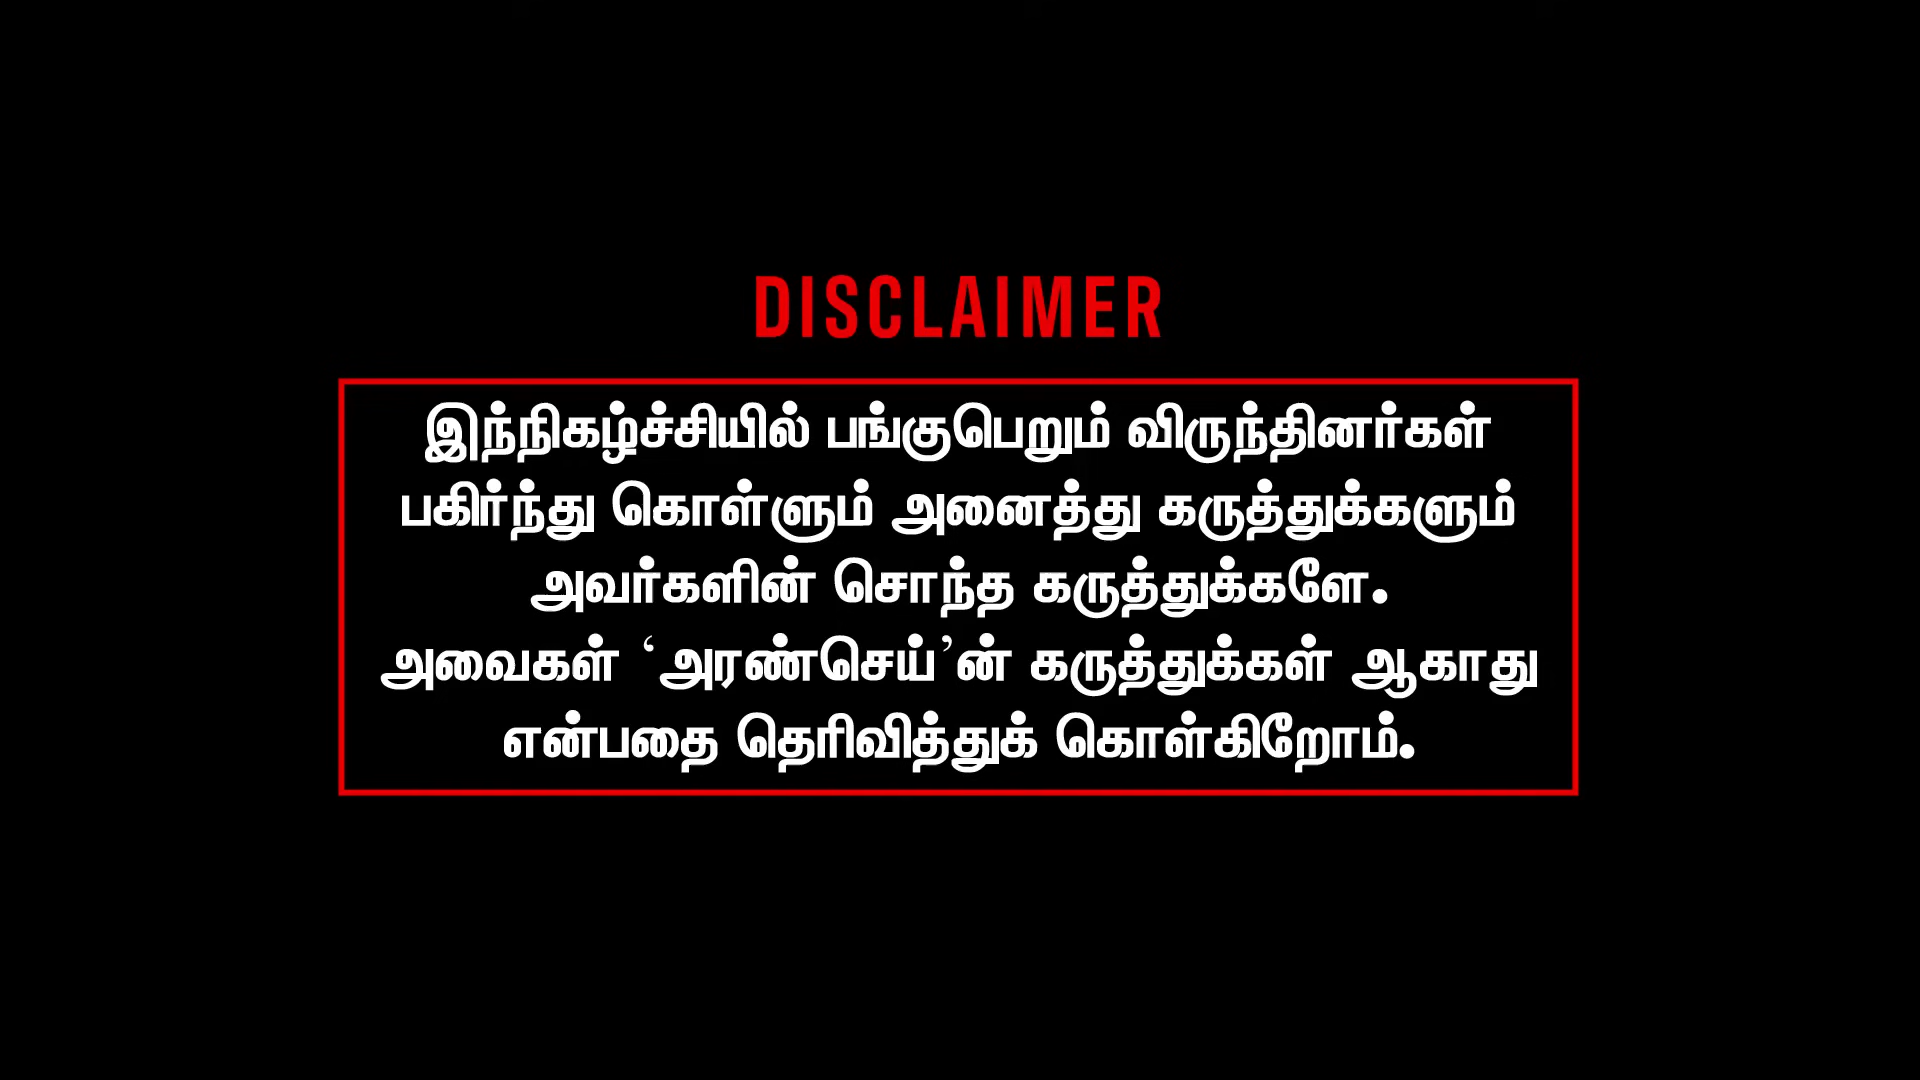 DISCLAIMER
இந்நிகழ்ச்சியில் பங்குபெறும் விருந்தினர்கள்
பகிர்ந்து கொள்ளும் அனைத்து கருத்துக்களும்
அவர்களின் சொந்த கருத்துக்களே.
அவைகள் ‘அரண்செய்’ன் கருத்துக்கள் ஆகாது
என்பதை தெரிவித்துக் கொள்கிறோம்.